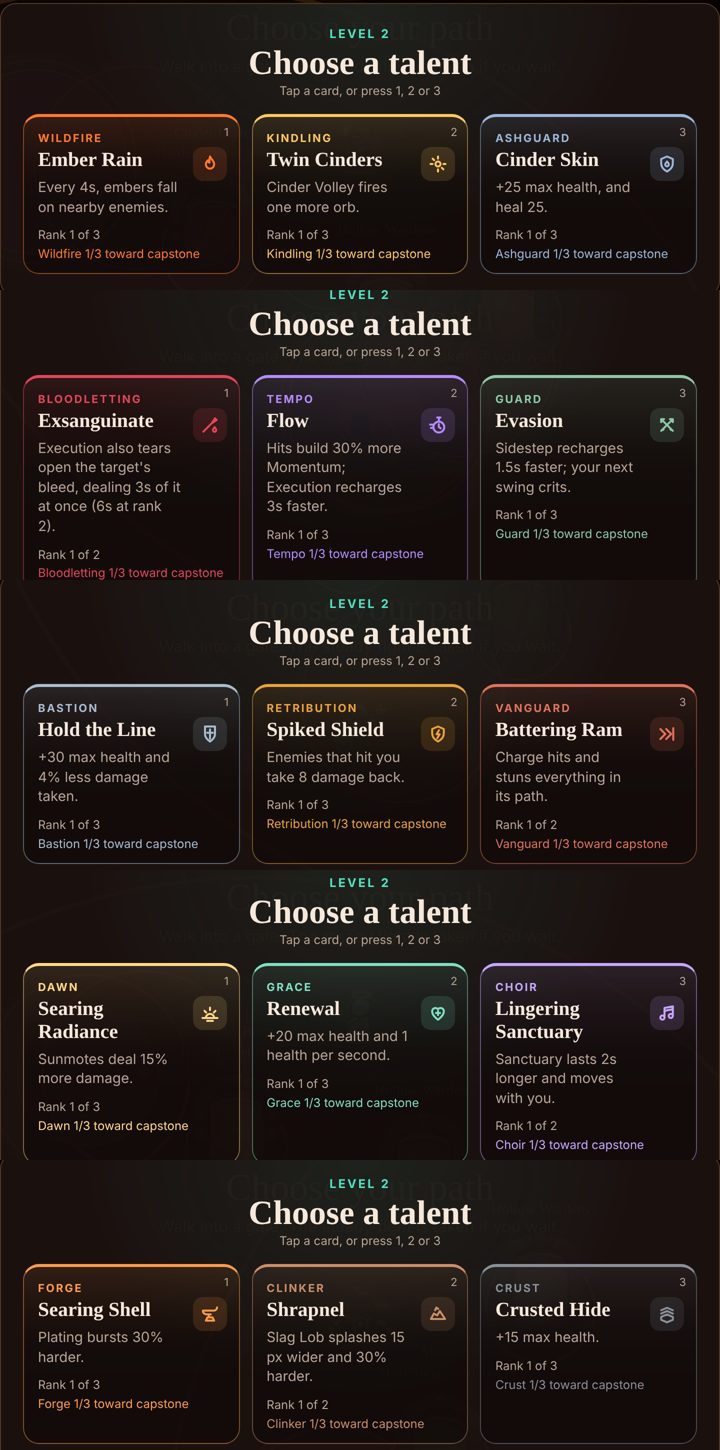 Choose your path
LEVEL 2
Choose a talent
Tap a card, or press 1, 2 or 3
WILDFIRE
1
Ember Rain
Every 4s, embers fall
on nearby enemies.
Rank 1 of 3
Wildfire 1/3 toward capstone
KINDLING
2
Twin Cinders
Cinder Volley fires
one more orb.
Rank 1 of 3
Kindling 1/3 toward capstone
ASHGUARD
3
Cinder Skin
+25 max health, and
heal 25.
Rank 1 of 3
Ashguard 1/3 toward capstone
LEVEL 2
Choose a talent
Tap a card, or press 1, 2 or 3
BLOODLETTING
1
Exsanguinate
Execution also tears
open the target's
bleed, dealing 3s of it
at once (6s at rank
2).
Rank 1 of 2
Bloodletting 1/3 toward capstone
TEMPO
2
Flow
Hits build 30% more
Momentum;
Execution recharges
3s faster.
Rank 1 of 3
Tempo 1/3 toward capstone
GUARD
3
Evasion
Sidestep recharges
1.5s faster; your next
swing crits.
Rank 1 of 3
Guard 1/3 toward capstone
Choose your path
LEVEL 2
Choose a talent
Tap a card, or press 1, 2 or 3
BASTION
1
Hold the Line
+30 max health and
4% less damage
taken.
Rank 1 of 3
Bastion 1/3 toward capstone
RETRIBUTION
2
Spiked Shield
Enemies that hit you
take 8 damage back.
Rank 1 of 3
Retribution 1/3 toward capstone
VANGUARD
3
Battering Ram
Charge hits and
stuns everything in
its path.
Rank 1 of 2
Vanguard 1/3 toward capstone
Choose your path
LEVEL 2
Choose a talent
Tap a card, or press 1, 2 or 3
DAWN
1
Searing
Radiance
Sunmotes deal 15%
more damage.
Rank 1 of 3
Dawn 1/3 toward capstone
GRACE
2
Renewal
+20 max health and 1
health per second.
Rank 1 of 3
Grace 1/3 toward capstone
CHOIR
3
Lingering
Sanctuary
Sanctuary lasts 2s
longer and moves
with you.
Rank 1 of 2
Choir 1/3 toward capstone
Choose your path
LEVEL 2
Choose a talent
Tap a card, or press 1, 2 or 3
FORGE
1
Searing Shell
Plating bursts 30%
harder.
Rank 1 of 3
Forge 1/3 toward capstone
CLINKER
2
Shrapnel
Slag Lob splashes 15
px wider and 30%
harder.
Rank 1 of 2
Clinker 1/3 toward capstone
CRUST
3
Crusted Hide
+15 max health.
Rank 1 of 3
Crust 1/3 toward capstone